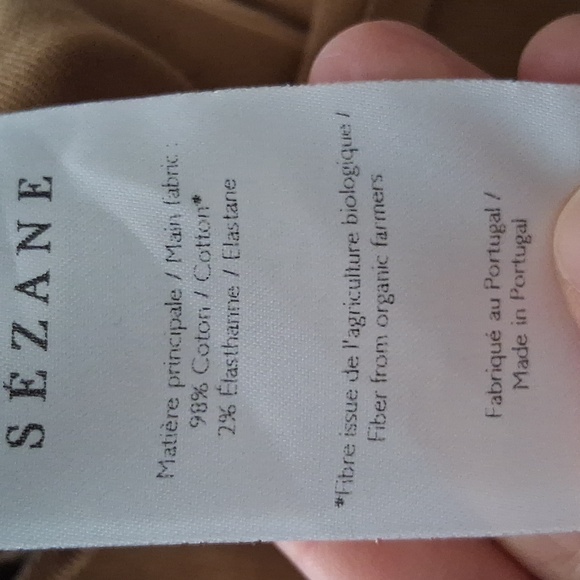 SÉZANE
Matière principale / Main fabric :
98% Coton / Cotton*
2% Élasthanne / Elastane
*Fibre issue de l'agriculture biologique /
Fiber from organic farmers
Fabriqué au Portugal /
Made in Portugal